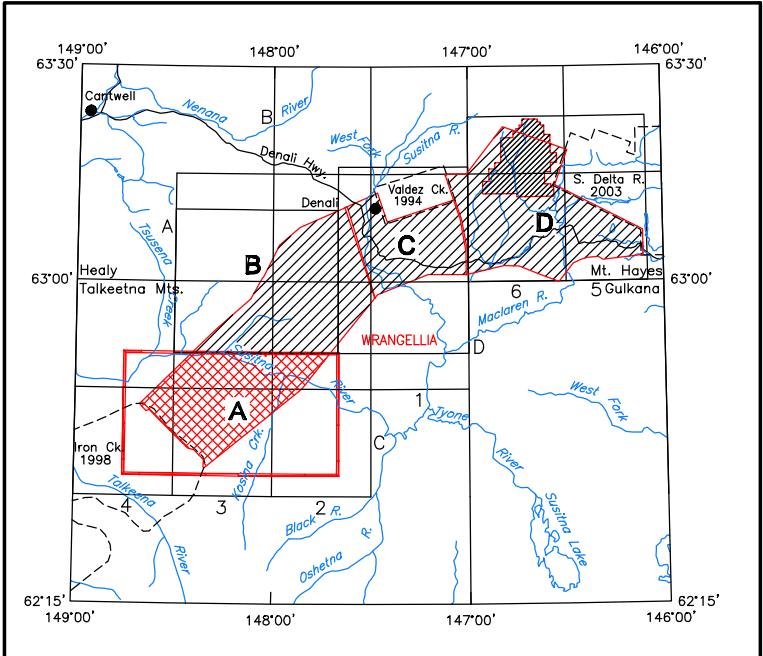 149°00'
148°00'
147°00'
146°00'
63°30'
63°30'
Cantwell
Nenana River
B
West Fork
Susitna R.
Denali Hwy.
Valdez Ck.
1994
S. Delta R.
2003
Denali
A
Tsusena Creek
B
C
D
Healy
Talkeetna Mts.
63°00'
Mt. Hayes
Gulkana
63°00'
6
5
Maclaren R.
WRANGELLIA
D
Susitna River
West Fork
1
A
Tyone River
C
Iron Ck.
1998
Kosina Crk.
Talkeetna River
4
3
2
Black R.
Oshetna R.
Susitna Lake
62°15'
62°15'
149°00'
148°00'
147°00'
146°00'